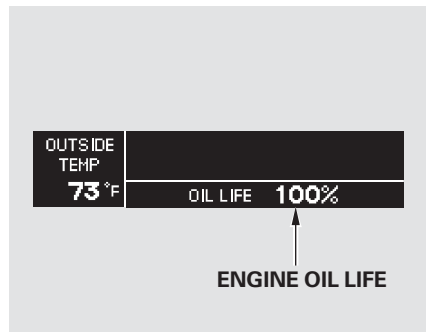 OUTSIDE
TEMP
73°F
OIL LIFE 100%
ENGINE OIL LIFE